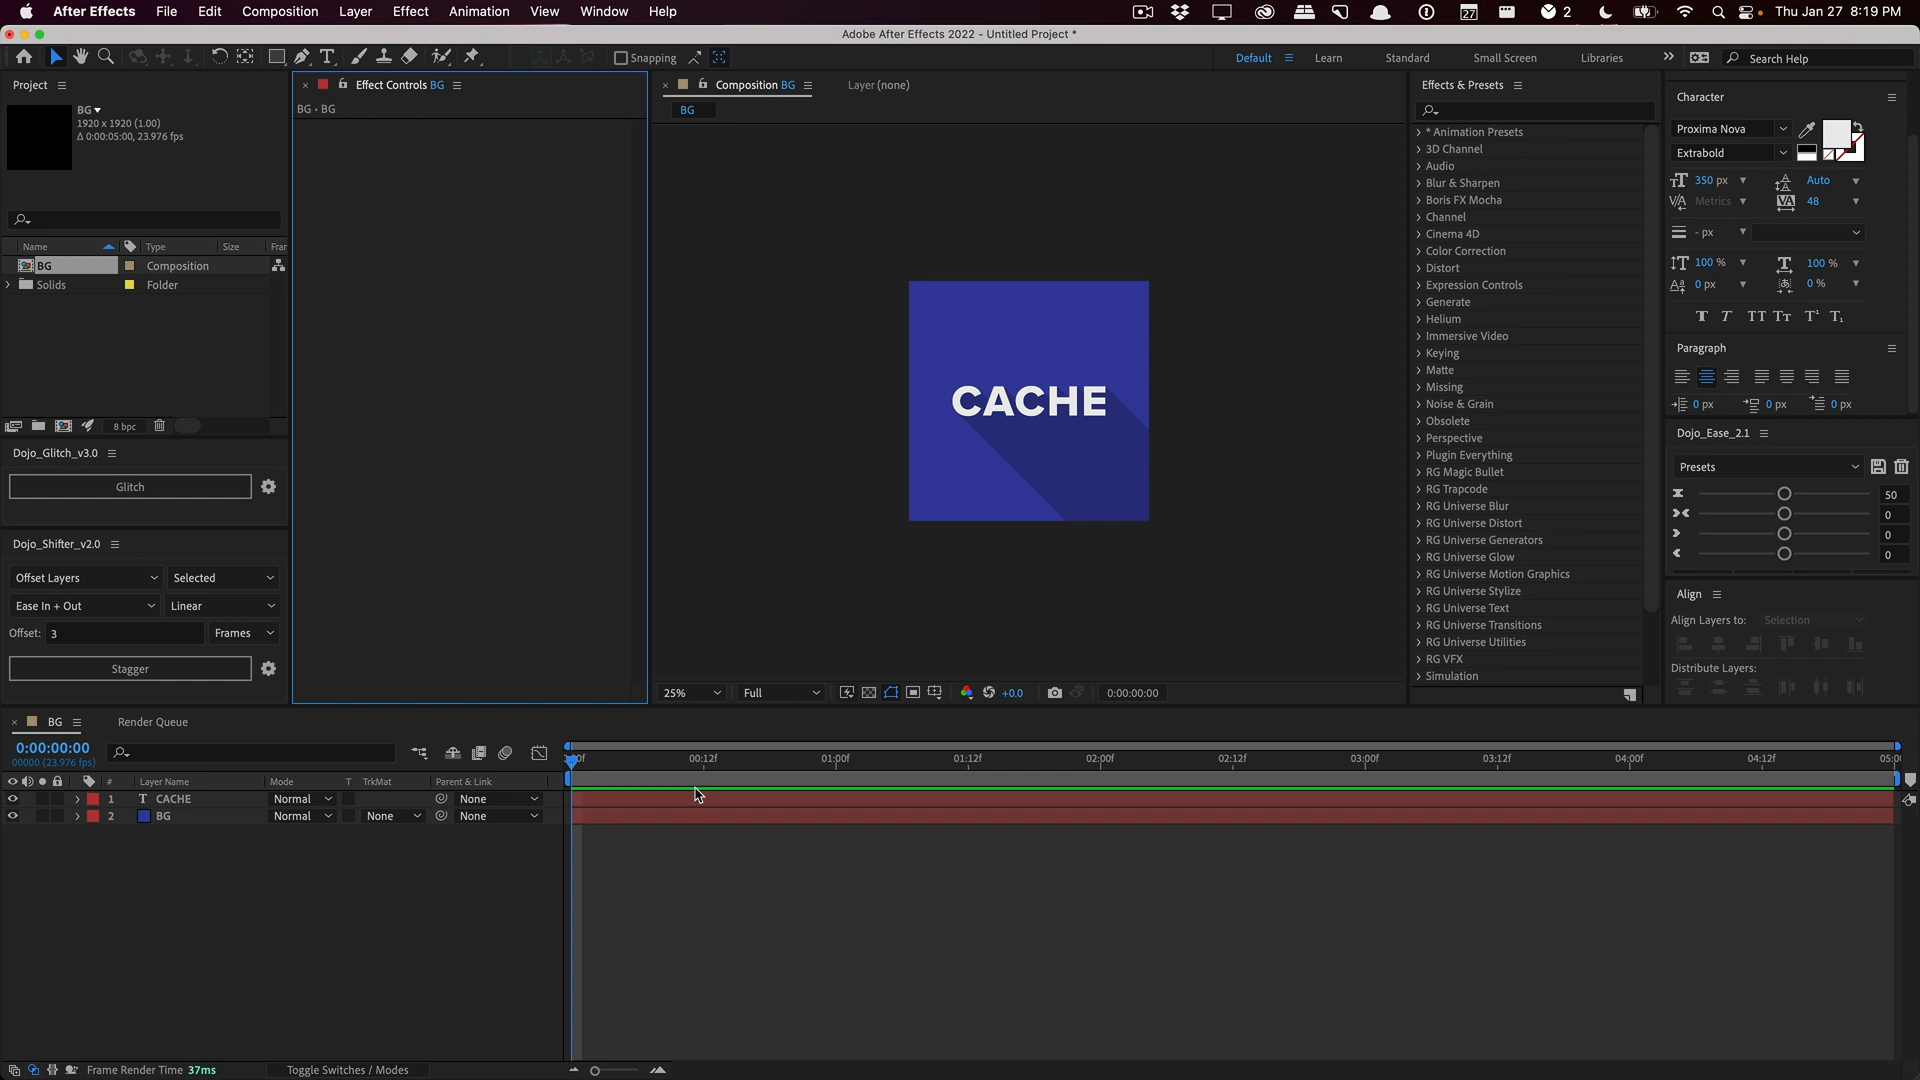 After Effects File Edit Composition Layer Effect Animation View Window Help 27 2 Thu Jan 27 8:19 PM
Adobe After Effects 2022 - Untitled Project *
Snapping Default Learn Standard Small Screen Libraries Search Help
Project
BG
1920 x 1920 (1.00)
Δ 0:00:05:00, 23.976 fps
Name Type Size Frar
BG Composition
Solids Folder
8 bpc
Dojo_Glitch_v3.0
Glitch
Dojo_Shifter_v2.0
Offset Layers Selected
Ease In + Out Linear
Offset: 3 Frames
Stagger
Effect Controls BG
BG • BG
Composition BG Layer (none)
BG
CACHE
25% Full +0.0 0:00:00:00
Effects & Presets
* Animation Presets
3D Channel
Audio
Blur & Sharpen
Boris FX Mocha
Channel
Cinema 4D
Color Correction
Distort
Expression Controls
Generate
Helium
Immersive Video
Keying
Matte
Missing
Noise & Grain
Obsolete
Perspective
Plugin Everything
RG Magic Bullet
RG Trapcode
RG Universe Blur
RG Universe Distort
RG Universe Generators
RG Universe Glow
RG Universe Motion Graphics
RG Universe Stylize
RG Universe Text
RG Universe Transitions
RG Universe Utilities
RG VFX
Simulation
Character
Proxima Nova
Extrabold
350 px Auto
Metrics 48
- px
100 % 100 %
0 px 0 %
Paragraph
0 px 0 px 0 px
Dojo_Ease_2.1
Presets
50
0
0
0
Align
Align Layers to: Selection
Distribute Layers:
BG Render Queue
0:00:00:00
00000 (23.976 fps)
# Layer Name Mode T TrkMat Parent & Link
1 T CACHE Normal None
2 BG Normal None None
00:12f 01:00f 01:12f 02:00f 02:12f 03:00f 03:12f 04:00f 04:12f 05:00
Frame Render Time 37ms Toggle Switches / Modes